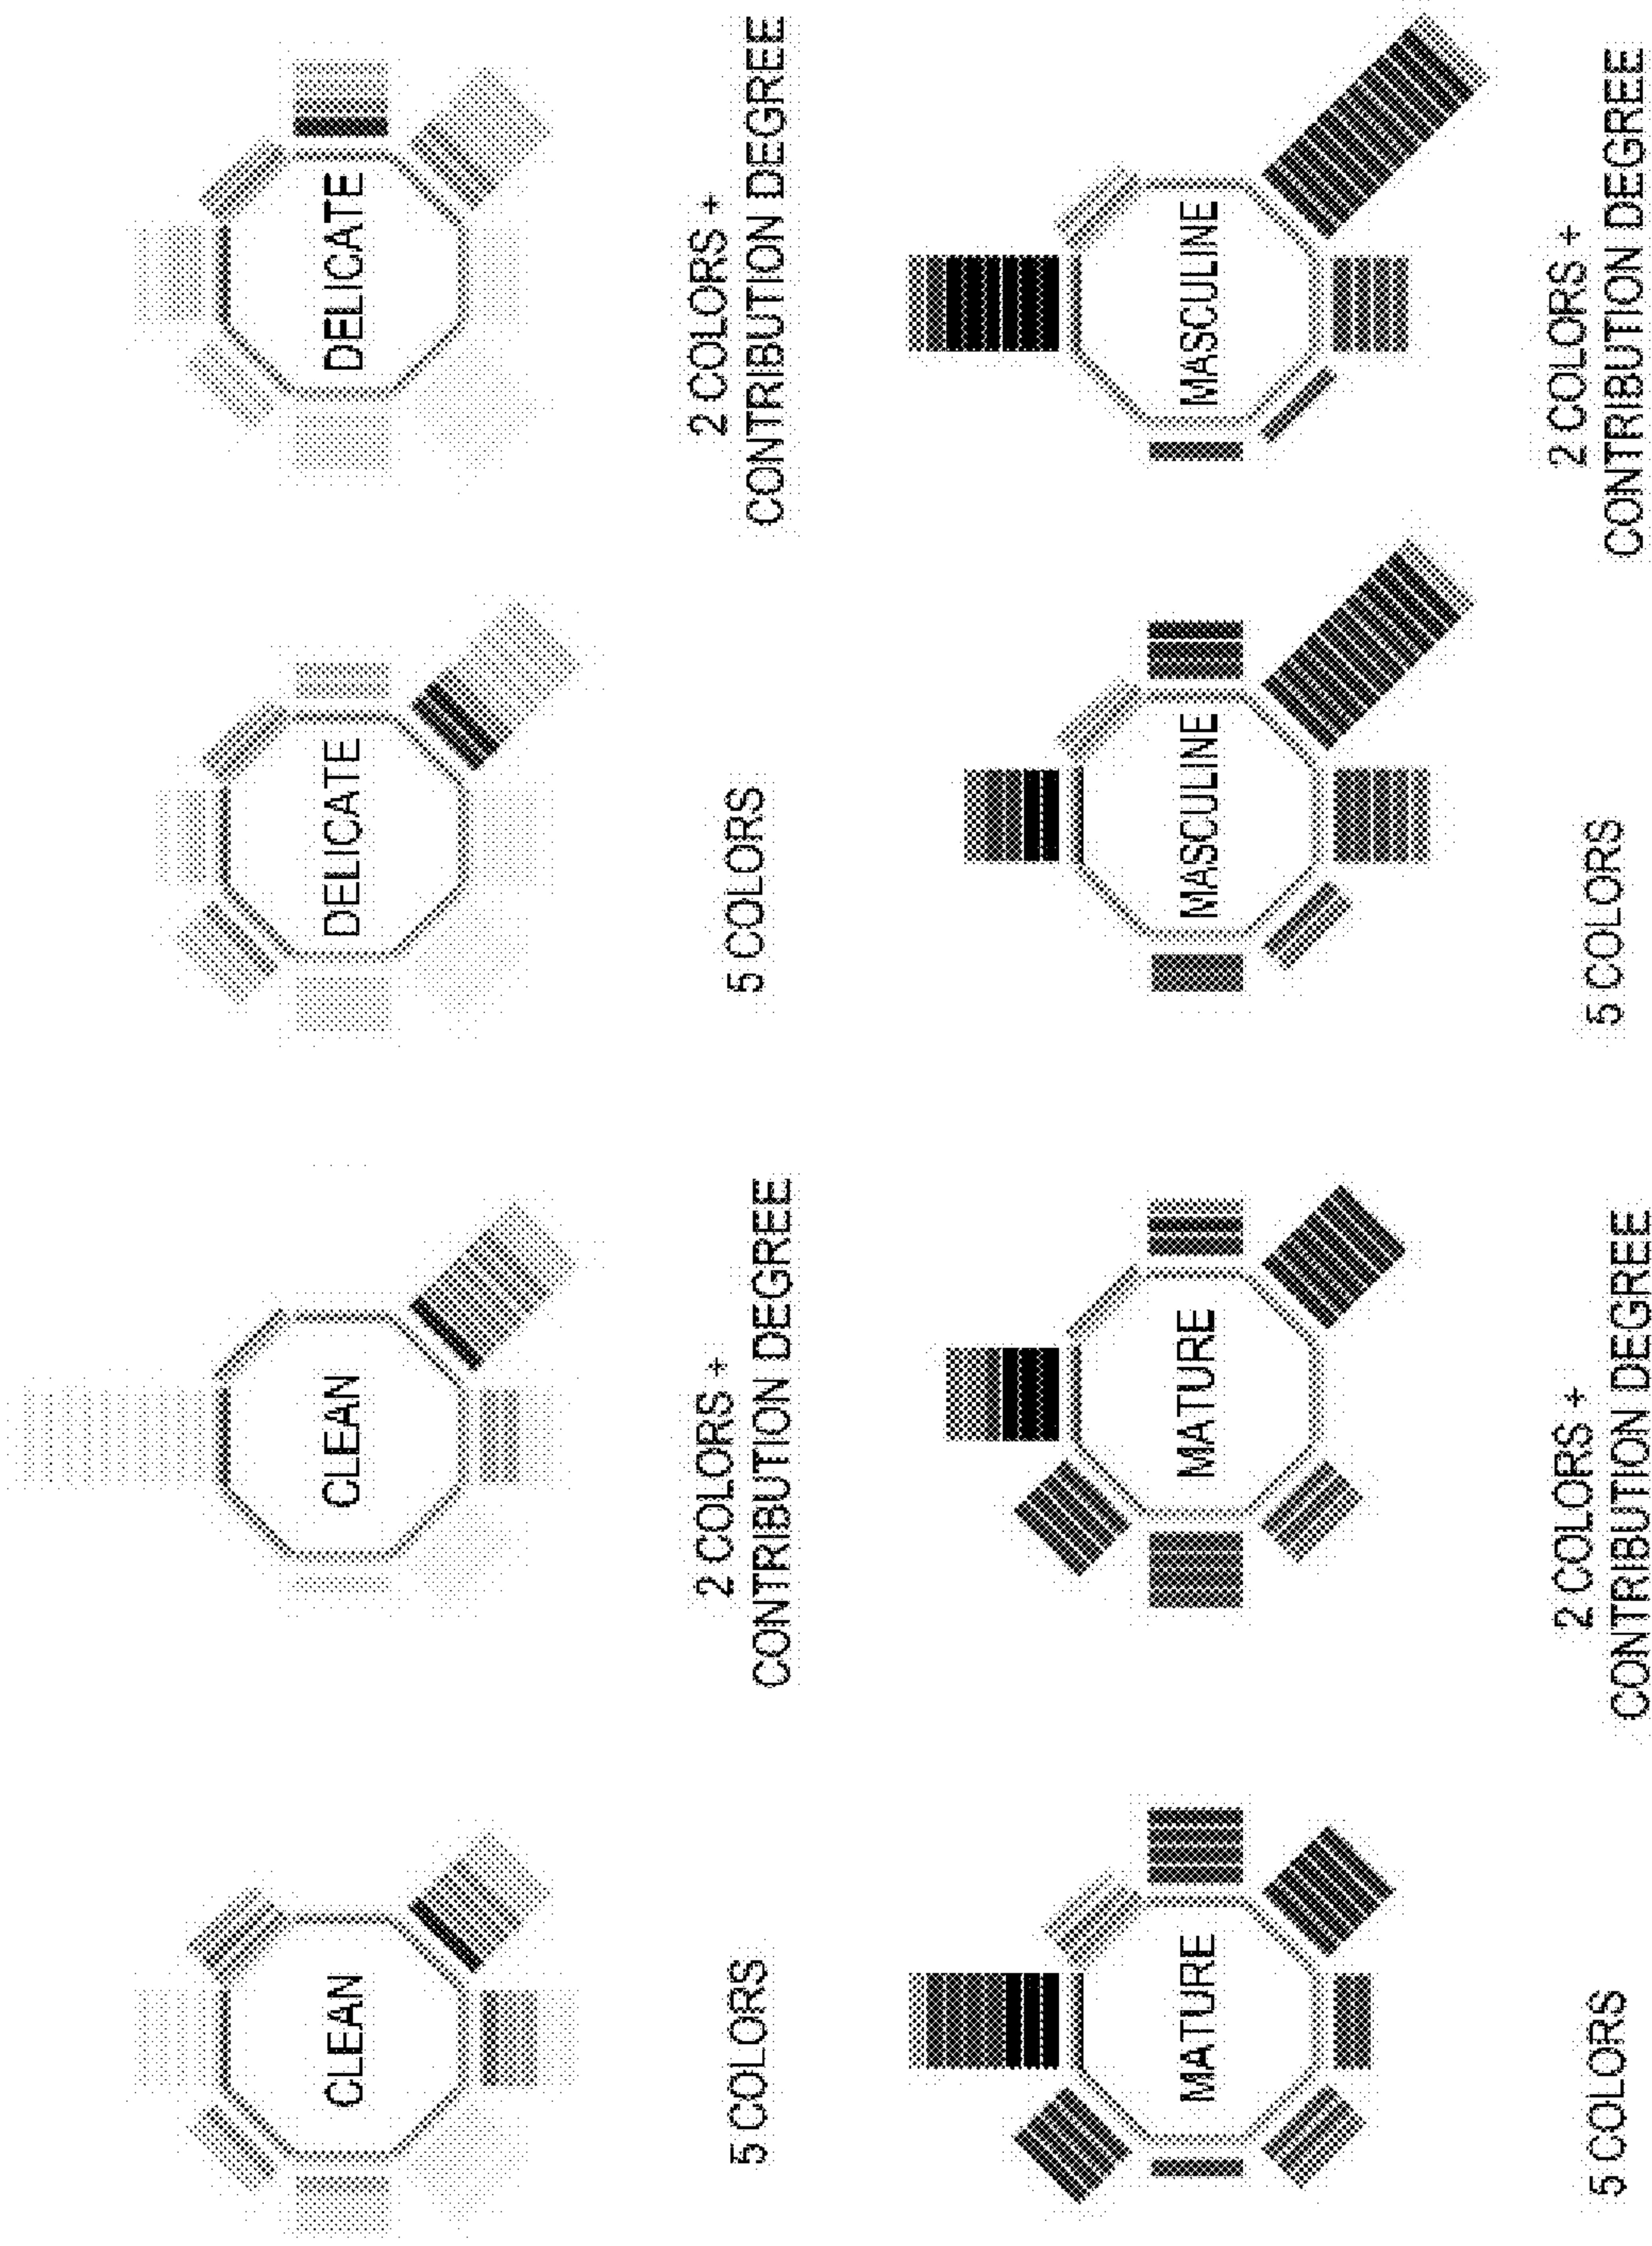 CLEAN
CLEAN
DELICATE
DELICATE
5 COLORS
2 COLORS +
CONTRIBUTION DEGREE
5 COLORS
2 COLORS +
CONTRIBUTION DEGREE
MATURE
MATURE
MASCULINE
MASCULINE
5 COLORS
2 COLORS +
CONTRIBUTION DEGREE
5 COLORS
2 COLORS +
CONTRIBUTION DEGREE